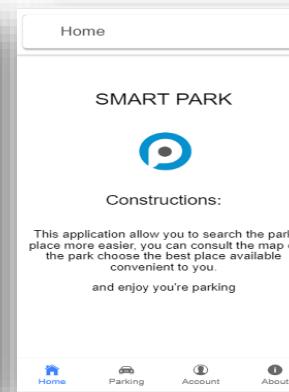 Home
SMART PARK
Constructions:
This application allow you to search the park
place more easier, you can consult the map
the park choose the best place available
convenient to you.
and enjoy you're parking
Home Parking Account About